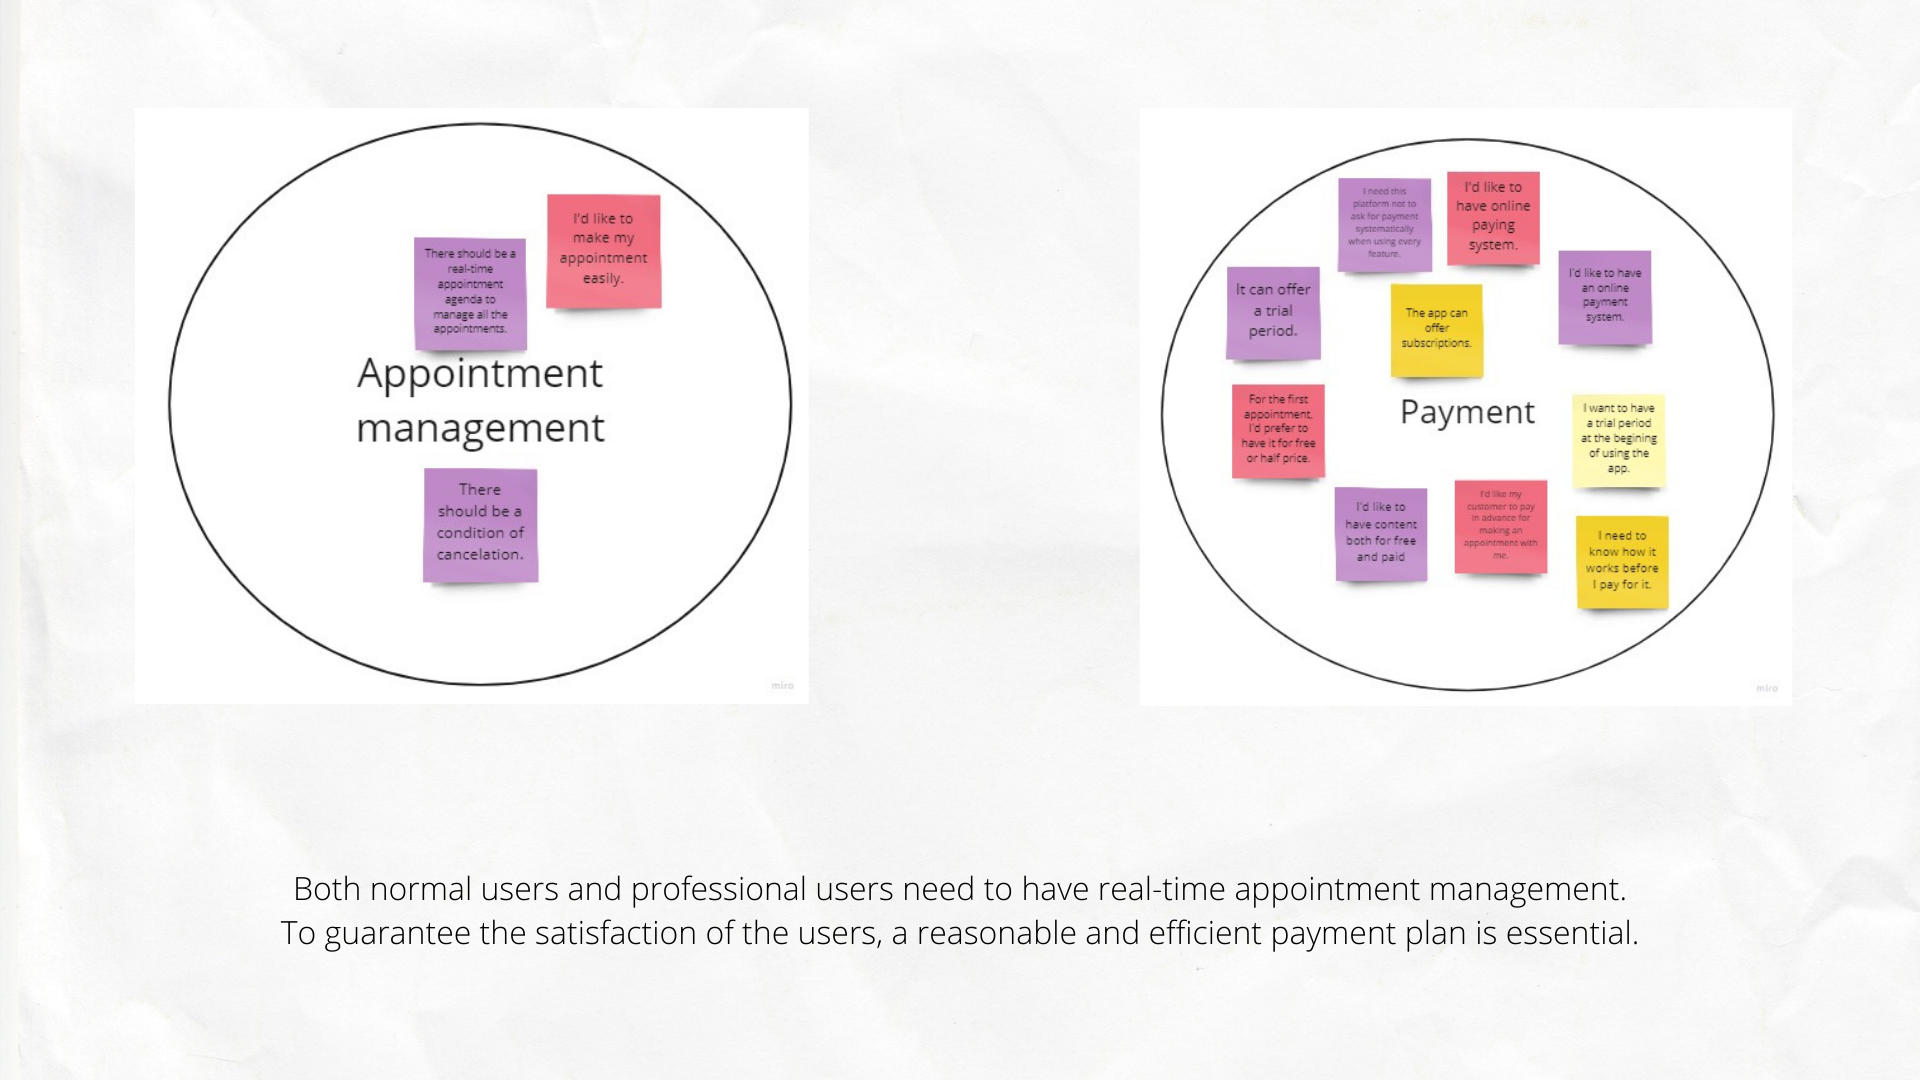 There should be a
real-time
appointment
agenda to
manage all the
appointments.
I'd like to
make my
appointment
easily.
Appointment
management
There
should be a
condition of
cancelation.
miro
I need this
platform not to
ask for payment
systematically
when using every
feature.
I'd like to
have online
paying
system.
It can offer
a trial
period.
The app can
offer
subscriptions.
I'd like to have
an online
payment
system.
For the first
appointment,
I'd prefer to
have it for free
or half price.
Payment
I want to have
a trial period
at the begining
of using the
app.
I'd like to
have content
both for free
and paid
I'd like my
customer to pay
in advance for
making an
appointment with
me.
I need to
know how it
works before
I pay for it.
miro
Both normal users and professional users need to have real-time appointment management.
To guarantee the satisfaction of the users, a reasonable and efficient payment plan is essential.